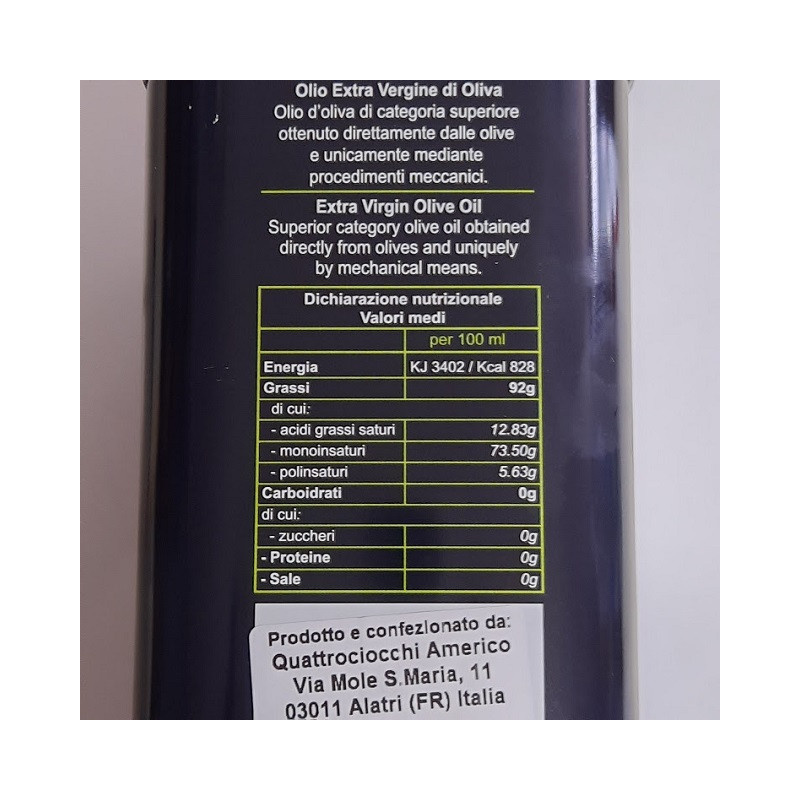 Olio Extra Vergine di Oliva
Olio d'oliva di categoria superiore
ottenuto direttamente dalle olive
e unicamente mediante
procedimenti meccanici.
Extra Virgin Olive Oil
Superior category olive oil obtained
directly from olives and uniquely
by mechanical means.
Dichiarazione nutrizionale
Valori medi
per 100 ml
Energia KJ 3402 / Kcal 828
Grassi 92g
di cui:
- acidi grassi saturi 12.83g
- monoinsaturi 73.50g
- polinsaturi 5.63g
Carboidrati 0g
di cui:
- zuccheri 0g
- Proteine 0g
- Sale 0g
Prodotto e confezionato da:
Quattrociocchi Americo
Via Mole S.Maria, 11
03011 Alatri (FR) Italia